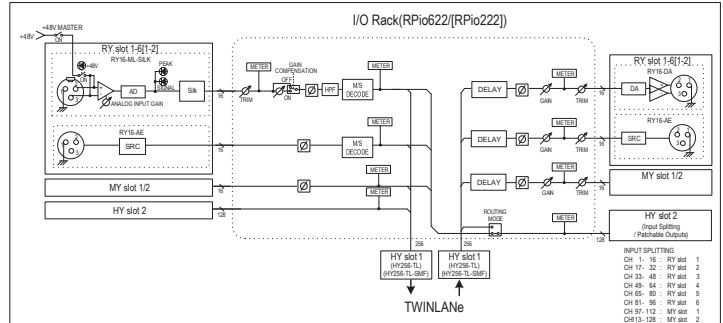 I/O Rack(RPio622/[RPio222])
+48V MASTER
+48V
ON
RY slot 1-6[1-2]
RY16-ML-SILK
+48V
ON
PEAK
SIGNAL
AD
Silk
ANALOG INPUT GAIN
16
TRIM
METER
GAIN
COMPENSATION
OFF
ON
Ø
HPF
M/S
DECODE
METER
RY16-AE
SRC
16
Ø
M/S
DECODE
METER
MY slot 1/2
16
Ø
METER
METER
HY slot 2
128
256
256
HY slot 1
(HY256-TL)
(HY256-TL-SMF)
HY slot 1
(HY256-TL)
(HY256-TL-SMF)
TWINLANe
DELAY
Ø
GAIN
METER
TRIM
16
RY slot 1-6[1-2]
RY16-DA
DA
DELAY
Ø
GAIN
METER
TRIM
16
RY16-AE
SRC
DELAY
Ø
GAIN
METER
TRIM
16
MY slot 1/2
ROUTING
MODE
METER
128
HY slot 2
(Input Splitting
/ Patchable Outputs)
INPUT SPLITTING
CH 1- 16 : RY slot 1
CH 17- 32 : RY slot 2
CH 33- 48 : RY slot 3
CH 49- 64 : RY slot 4
CH 65- 80 : RY slot 5
CH 81- 96 : RY slot 6
CH 97- 112 : MY slot 1
CH113- 128 : MY slot 2